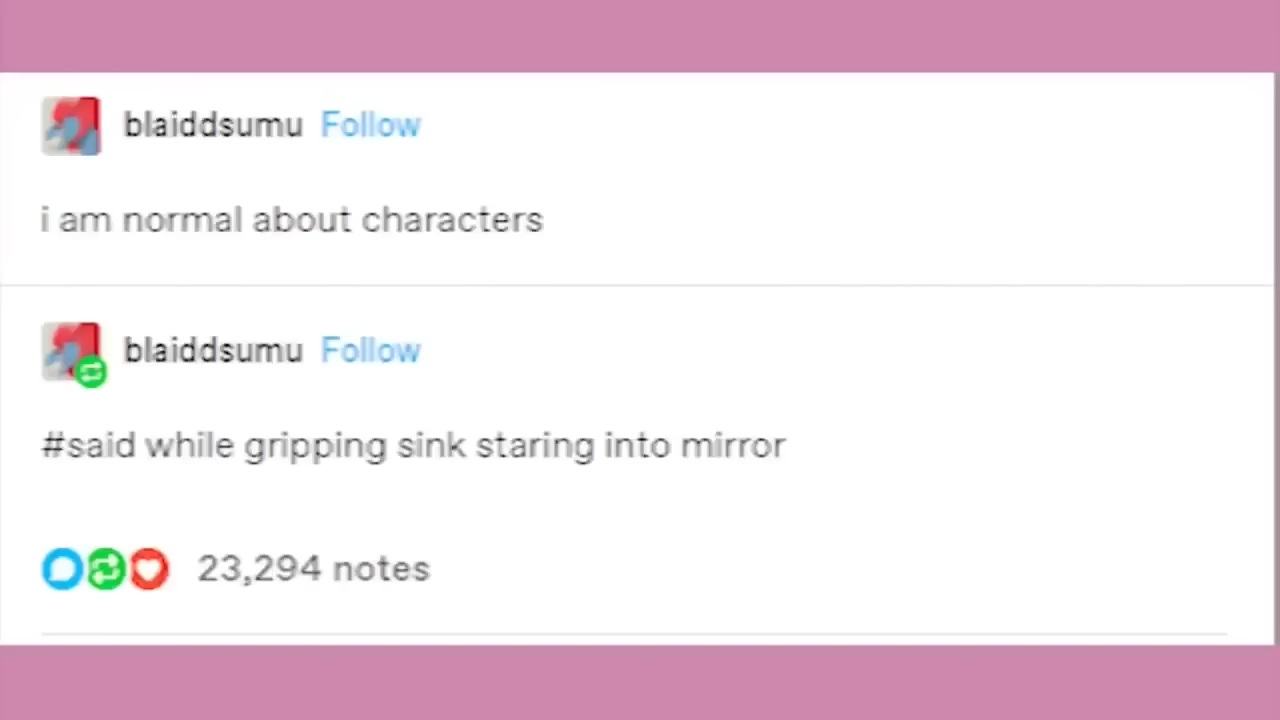 blaiddsumu Follow
i am normal about characters
blaiddsumu Follow
#said while gripping sink staring into mirror
23,294 notes